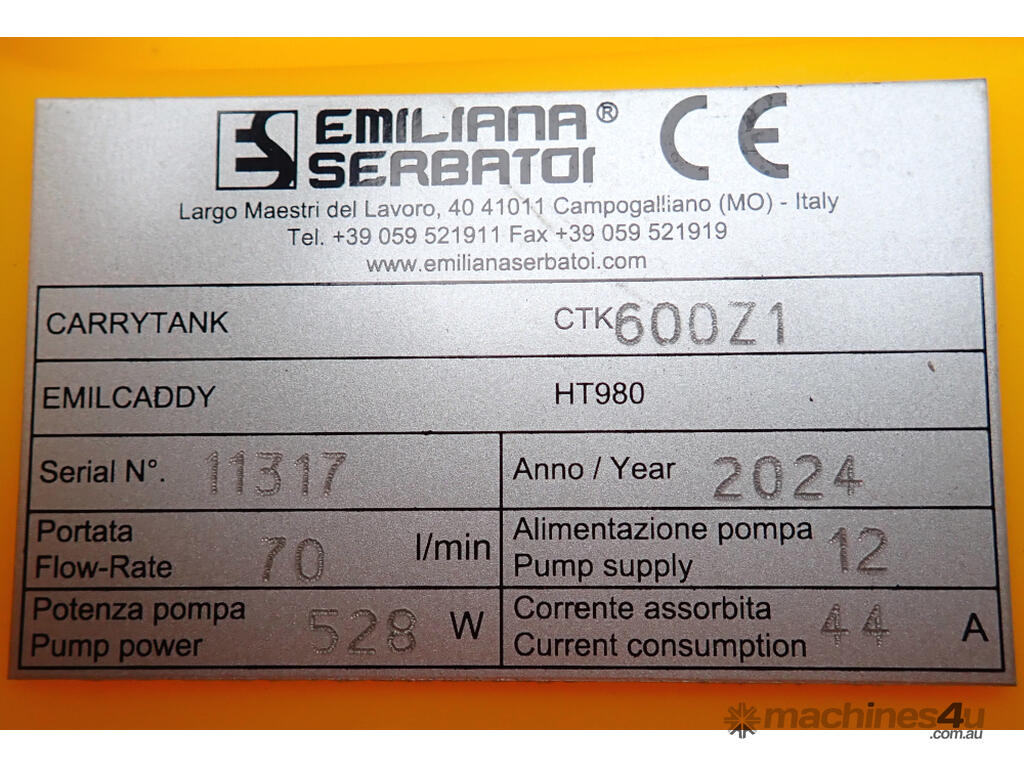 EMILIANA®
SERBATOI
CE
Largo Maestri del Lavoro, 40 41011 Campogalliano (MO) - Italy
Tel. +39 059 521911 Fax +39 059 521919
www.emilianaserbatoi.com
CARRYTANK CTK600Z1
EMILCADDY HT980
Serial N°. 11317 Anno / Year 2024
Portata
Flow-Rate 70 l/min
Alimentazione pompa
Pump supply 12
Potenza pompa
Pump power 528 W
Corrente assorbita
Current consumption 44 A
machines4u
.com.au